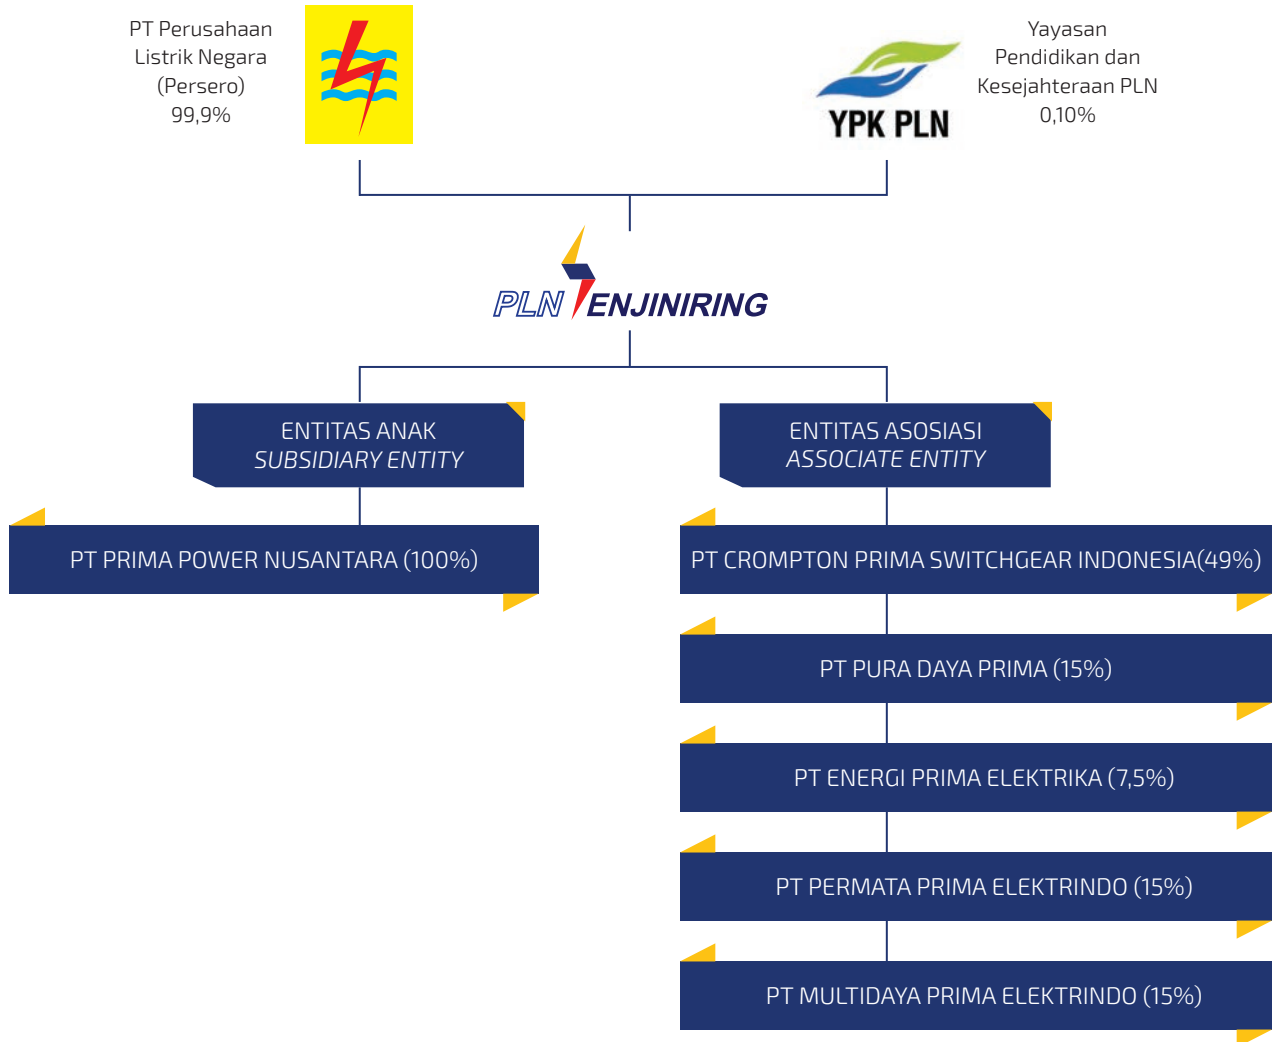 PT Perusahaan
Listrik Negara
(Persero)
99,9%
YPK PLN
Yayasan
Pendidikan dan
Kesejahteraan PLN
0,10%
PLN ENJINIRING
ENTITAS ANAK
SUBSIDIARY ENTITY
ENTITAS ASOSIASI
ASSOCIATE ENTITY
PT PRIMA POWER NUSANTARA (100%)
PT CROMPTON PRIMA SWITCHGEAR INDONESIA(49%)
PT PURA DAYA PRIMA (15%)
PT ENERGI PRIMA ELEKTRIKA (7,5%)
PT PERMATA PRIMA ELEKTRINDO (15%)
PT MULTIDAYA PRIMA ELEKTRINDO (15%)